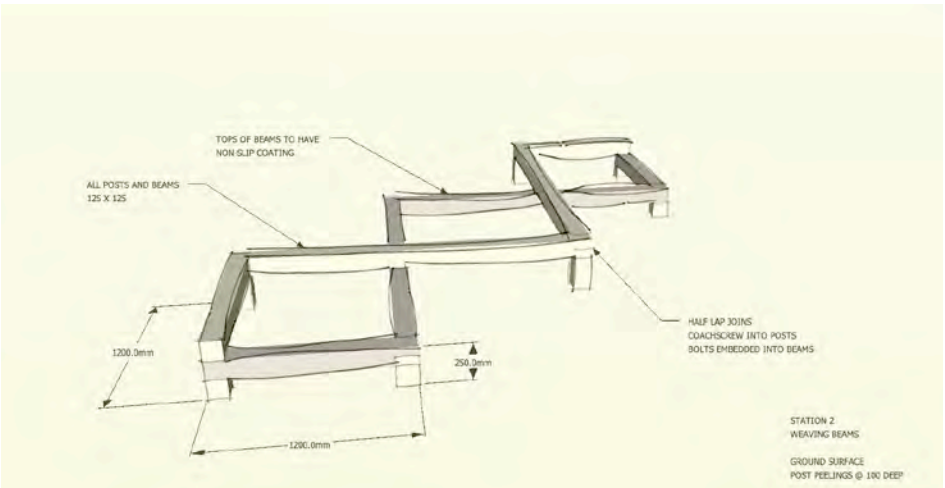 TOPS OF BEAMS TO HAVE
NON SLIP COATING
ALL POSTS AND BEAMS
125 X 125
HALF LAP JOINS
COACHSCREW INTO POSTS
BOLTS EMBEDDED INTO BEAMS
1200.0mm
250.0mm
1200.0mm
STATION 2
WEAVING BEAMS
GROUND SURFACE
POST PEELINGS @ 100 DEEP